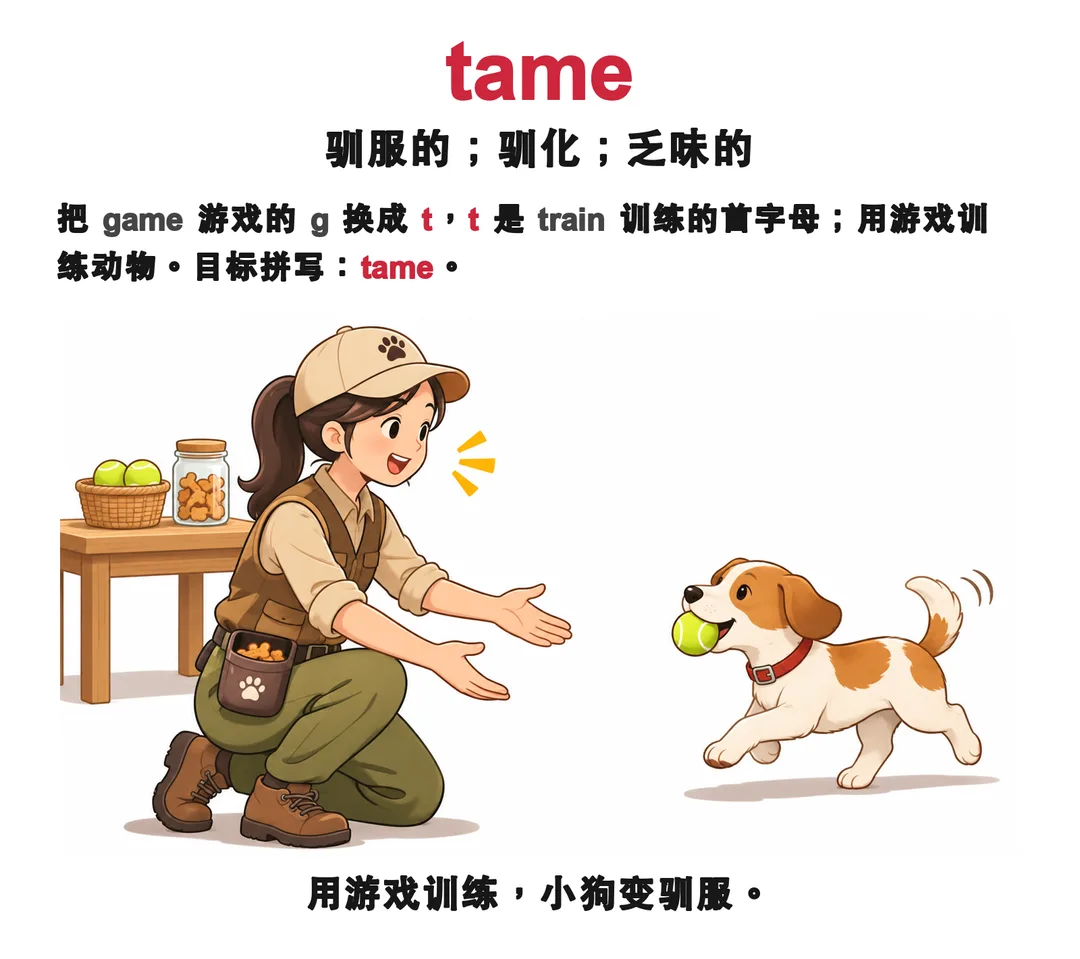 tame
驯服的；驯化；乏味的
把 game 游戏的 g 换成 t，t 是 train 训练的首字母；用游戏训
练动物。目标拼写：tame。
用游戏训练，小狗变驯服。